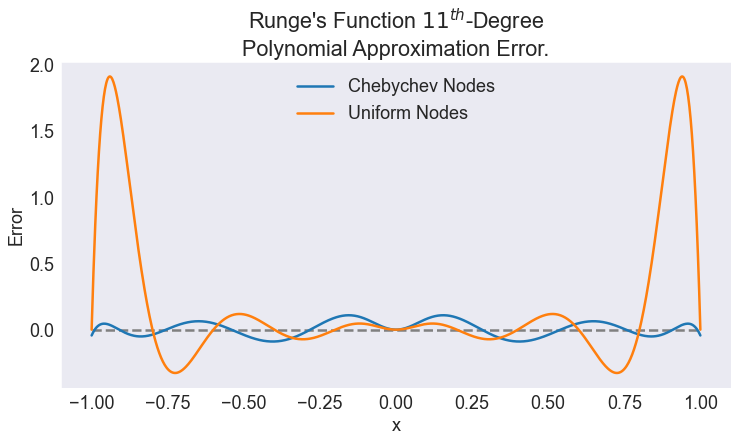 Runge's Function 11^{th}-Degree
Polynomial Approximation Error.
Chebychev Nodes
Uniform Nodes
2.0
1.5
1.0
0.5
0.0
Error
−1.00 −0.75 −0.50 −0.25 0.00 0.25 0.50 0.75 1.00
x